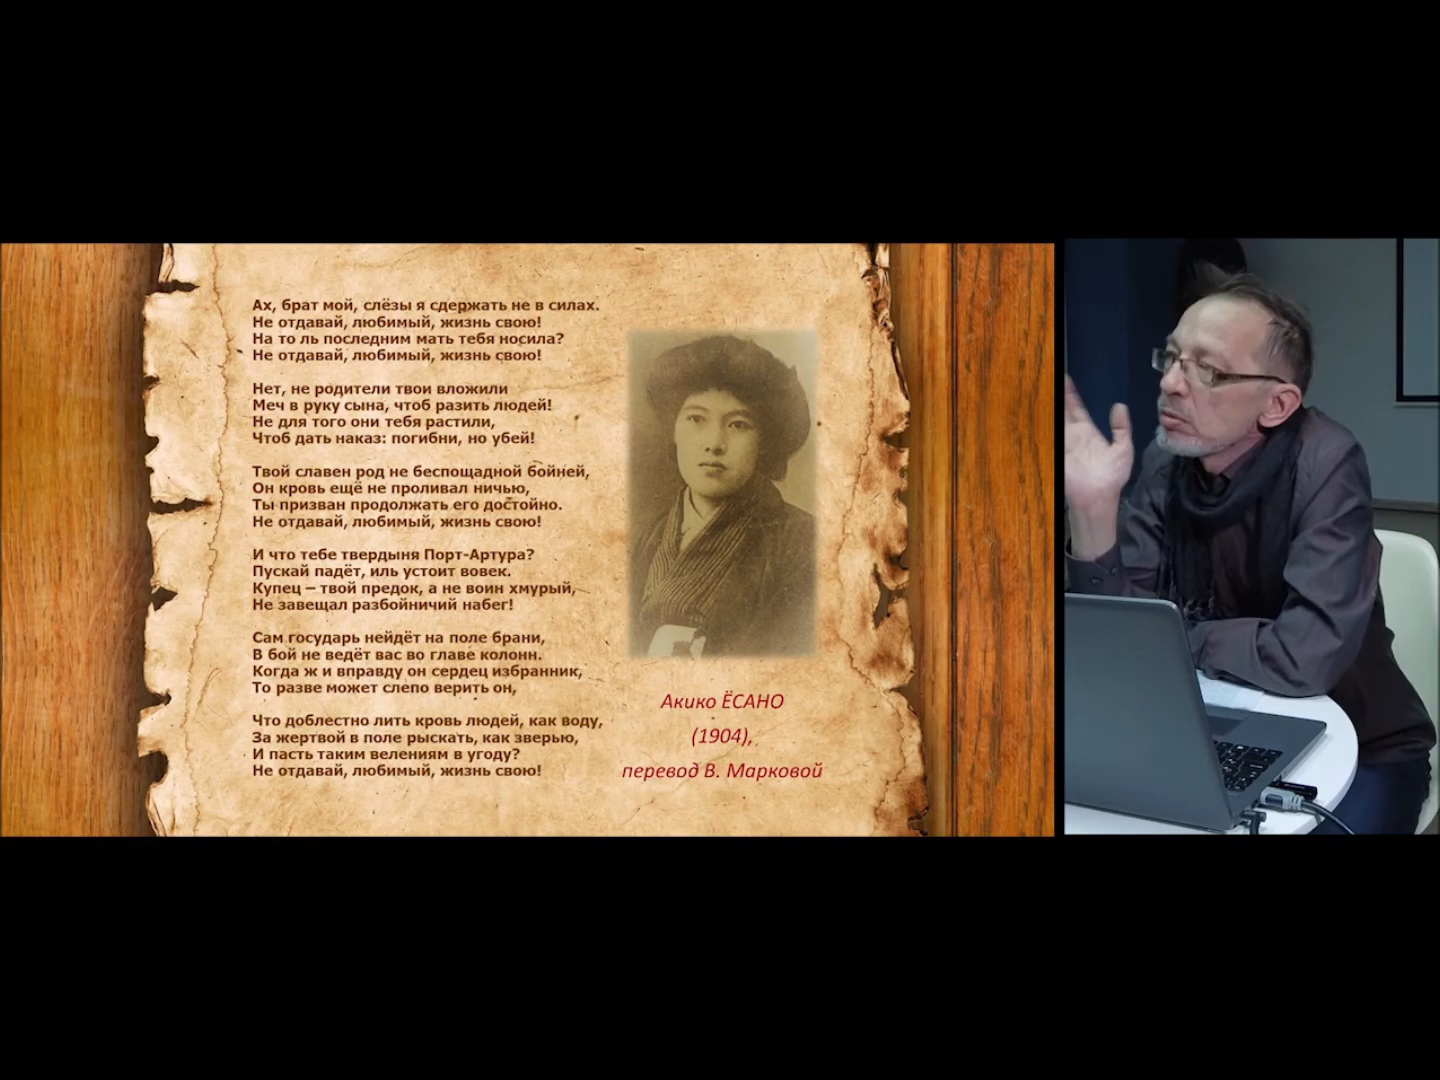 Ах, брат мой, слёзы я сдержать не в силах.
Не отдавай, любимый, жизнь свою!
На то ль последним мать тебя носила?
Не отдавай, любимый, жизнь свою!
Нет, не родители твои вложили
Меч в руку сына, чтоб разить людей!
Не для того они тебя растили,
Чтоб дать наказ: погибни, но убей!
Твой славен род не беспощадной бойней,
Он кровь ещё не проливал ничью,
Ты призван продолжать его достойно.
Не отдавай, любимый, жизнь свою!
И что тебе твердыня Порт-Артура?
Пускай падёт, иль устоит вовек.
Купец – твой предок, а не воин хмурый,
Не завещал разбойничий набег!
Сам государь нейдёт на поле брани,
В бой не ведёт вас во главе колонн.
Когда ж и вправду он сердец избранник,
То разве может слепо верить он,
Что доблестно лить кровь людей, как воду,
За жертвой в поле рыскать, как зверью,
И пасть таким велениям в угоду?
Не отдавай, любимый, жизнь свою!
Акико ЁСАНО
(1904),
перевод В. Марковой